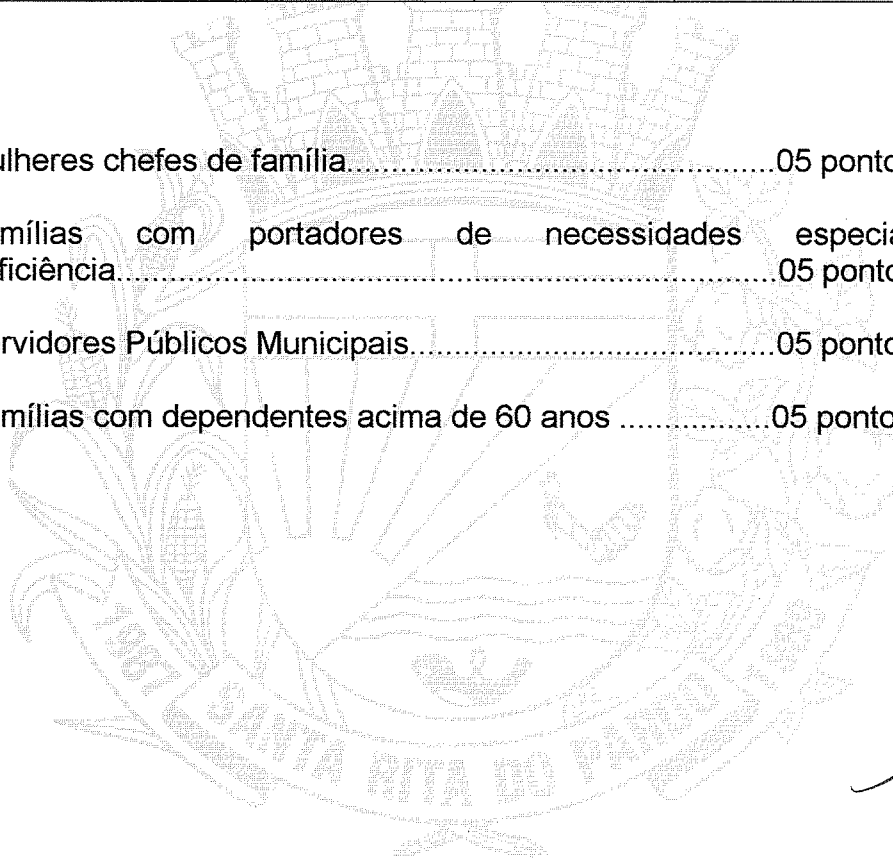 ulheres chefes de família.............................................05 ponto
mílias com portadores de necessidades especia
ficiência......................................................................05 ponto
rvidores Públicos Municipais.......................................05 ponto
mílias com dependentes acima de 60 anos ................05 ponto
1987 SANTA RITA DO PARDO